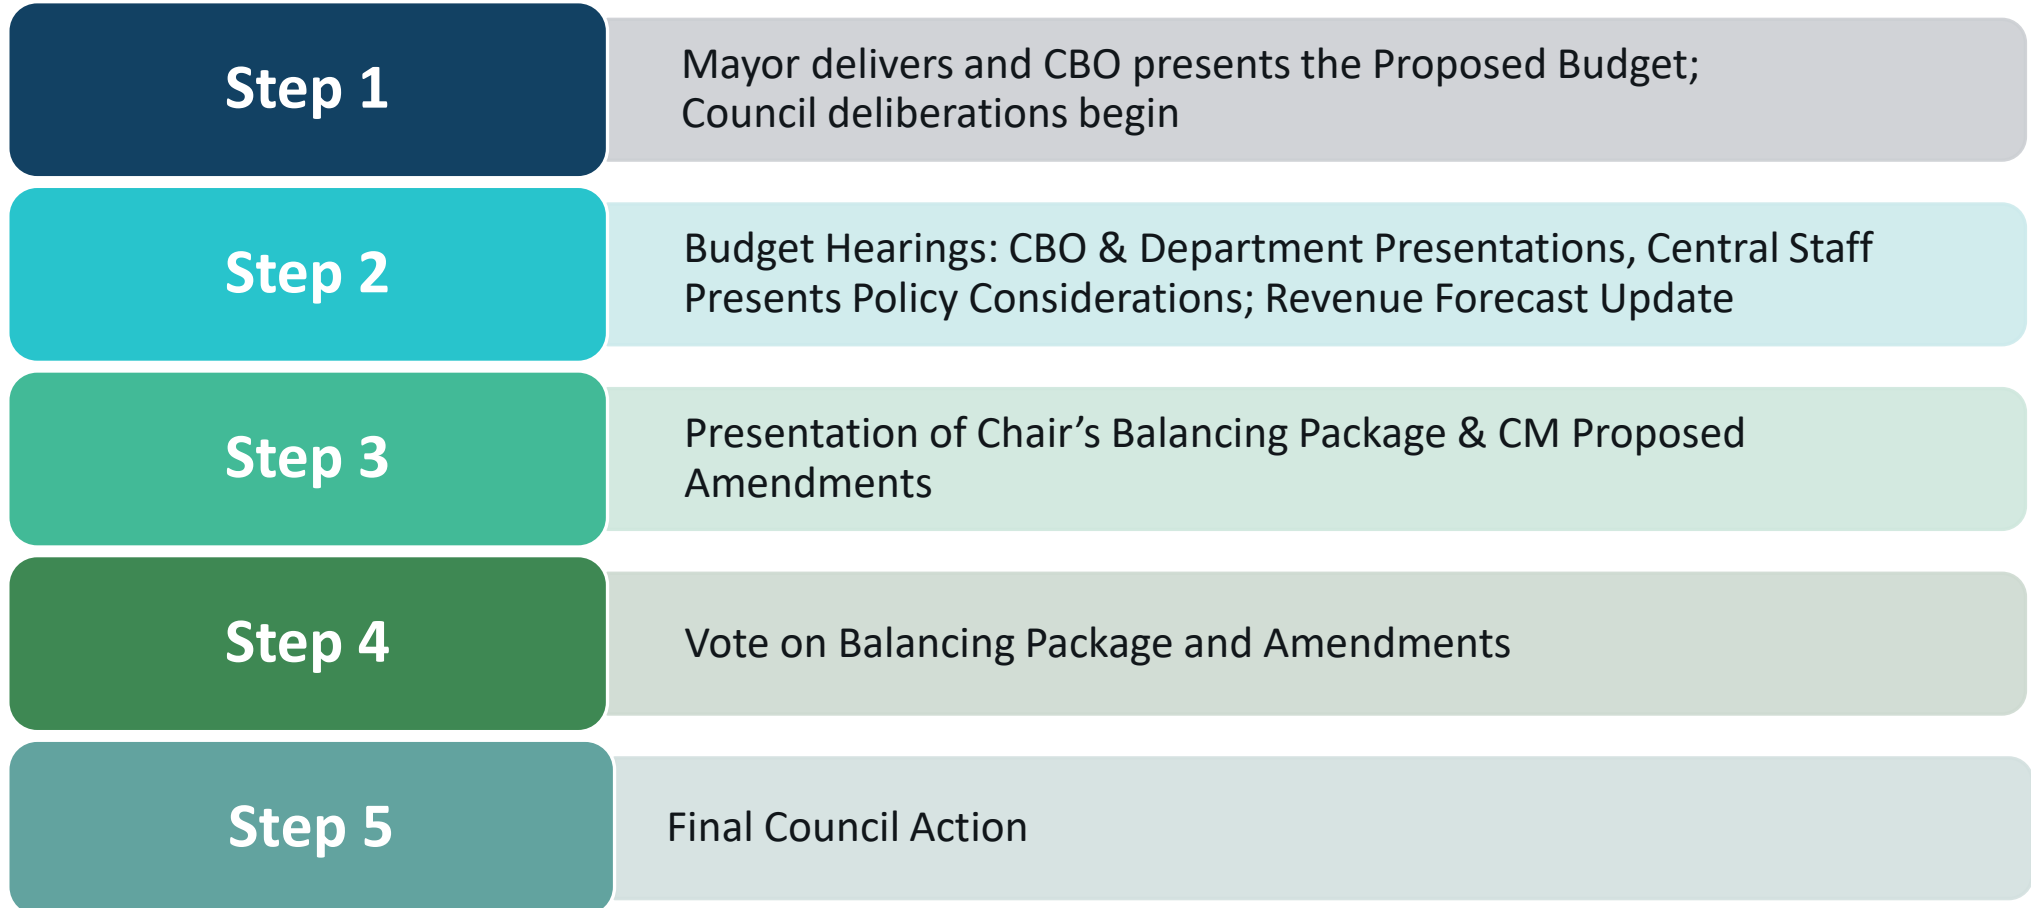 Step 1
Mayor delivers and CBO presents the Proposed Budget;
Council deliberations begin
Step 2
Budget Hearings: CBO & Department Presentations, Central Staff
Presents Policy Considerations; Revenue Forecast Update
Step 3
Presentation of Chair’s Balancing Package & CM Proposed
Amendments
Step 4
Vote on Balancing Package and Amendments
Step 5
Final Council Action